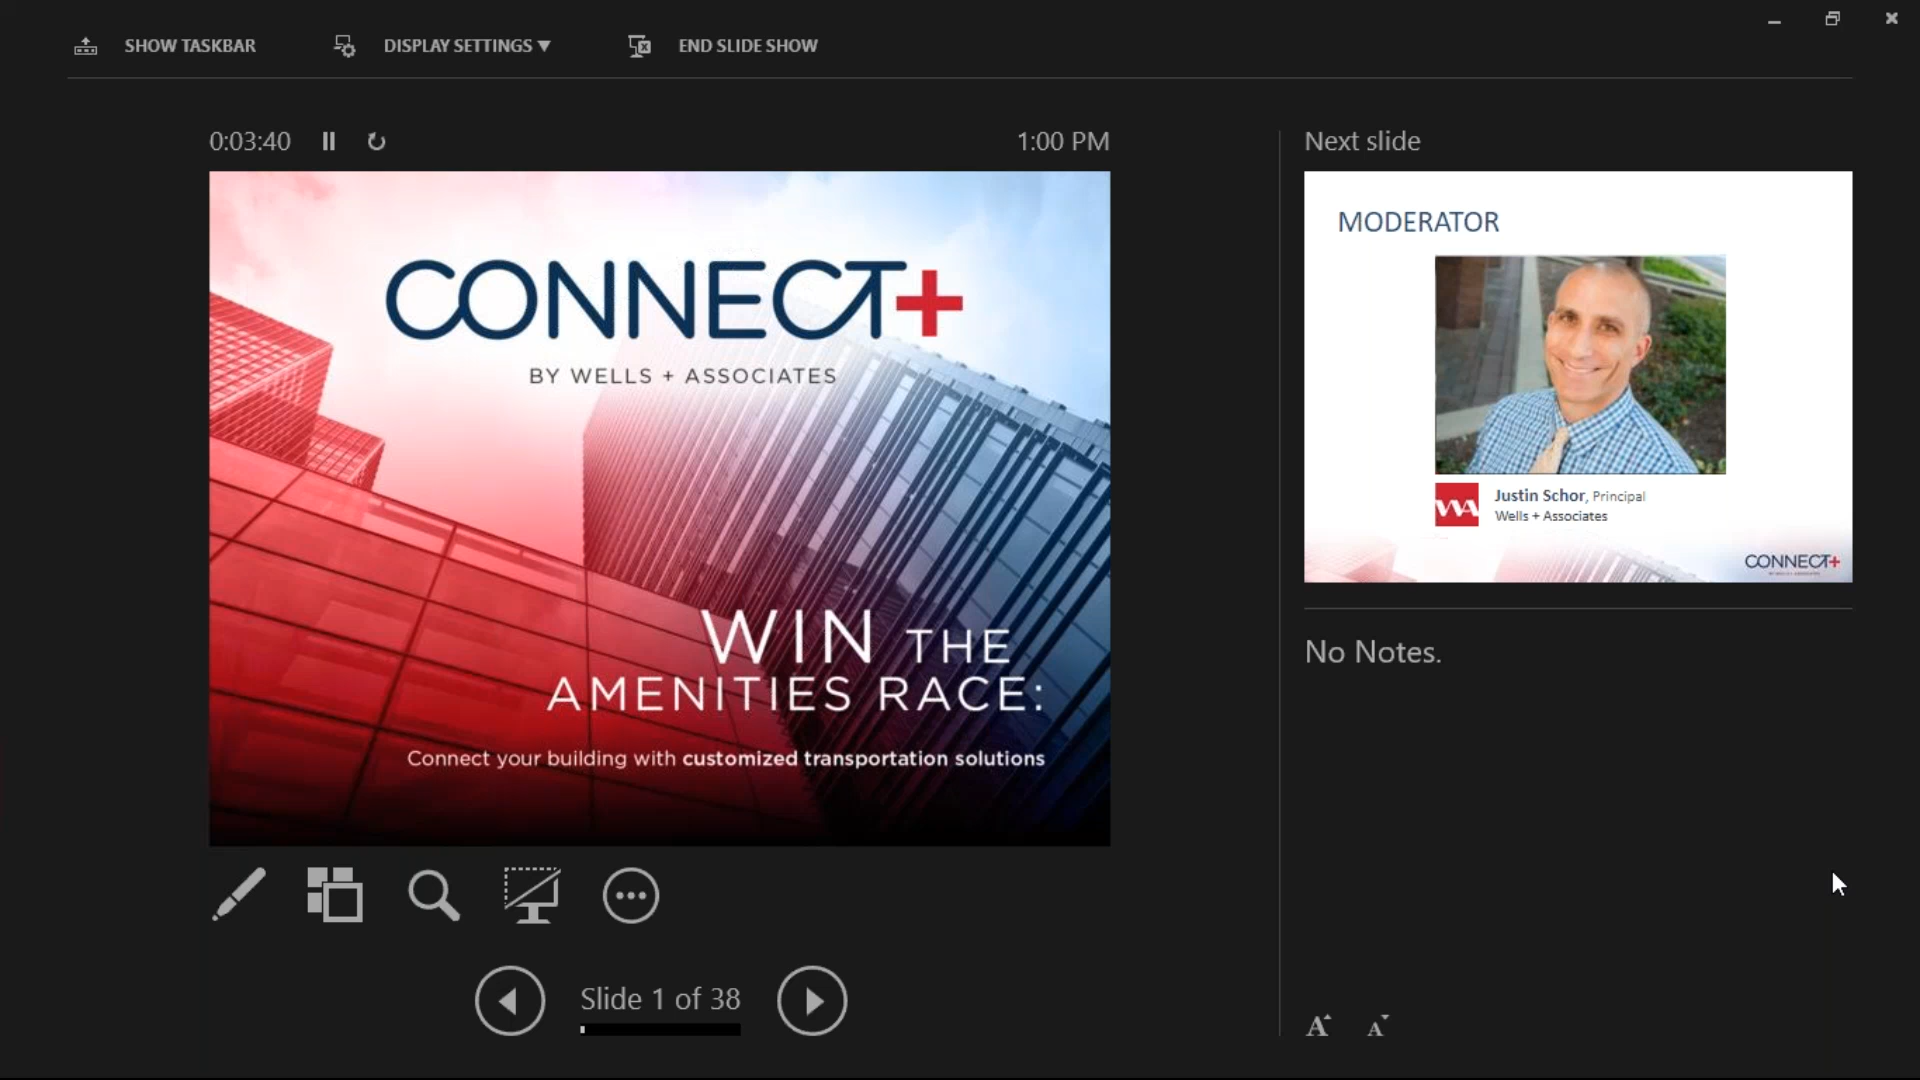 SHOW TASKBAR
DISPLAY SETTINGS ▼
END SLIDE SHOW
0:03:40
1:00 PM
CONNECT+
BY WELLS + ASSOCIATES
WIN THE
AMENITIES RACE:
Connect your building with customized transportation solutions
Slide 1 of 38
Next slide
MODERATOR
WA
Justin Schor, Principal
Wells + Associates
CONNECT+
No Notes.
A
A